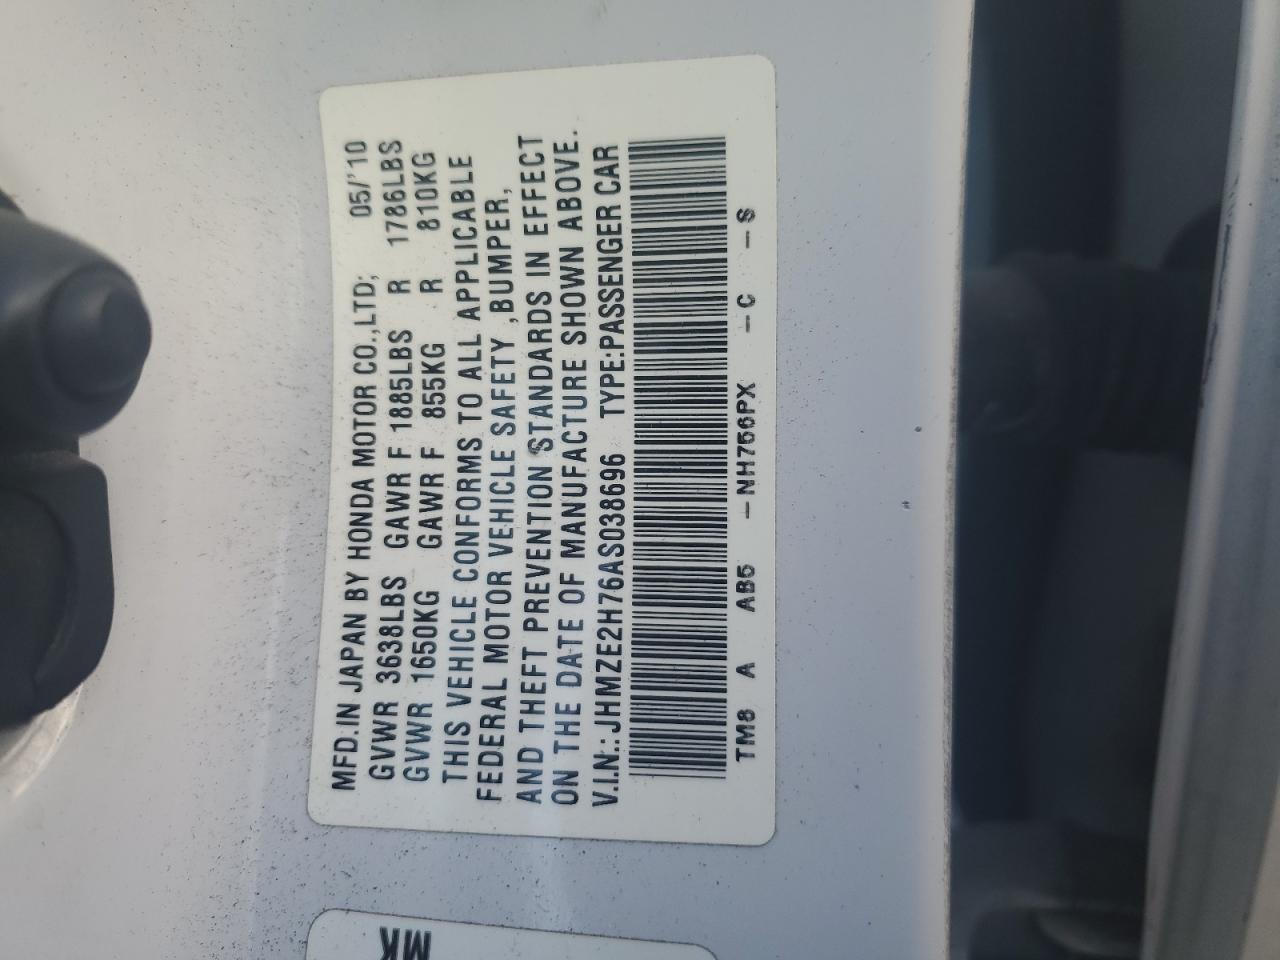 MFD.IN JAPAN BY HONDA MOTOR CO.,LTD; 05/'10
GVWR 3638LBS GAWR F 1885LBS R 1786LBS
GVWR 1650KG GAWR F 855KG R 810KG
THIS VEHICLE CONFORMS TO ALL APPLICABLE
FEDERAL MOTOR VEHICLE SAFETY ,BUMPER,
AND THEFT PREVENTION STANDARDS IN EFFECT
ON THE DATE OF MANUFACTURE SHOWN ABOVE.
V.I.N.: JHMZE2H76AS038696 TYPE:PASSENGER CAR
TM8 A AB5 -NH756PX -C -S
MK